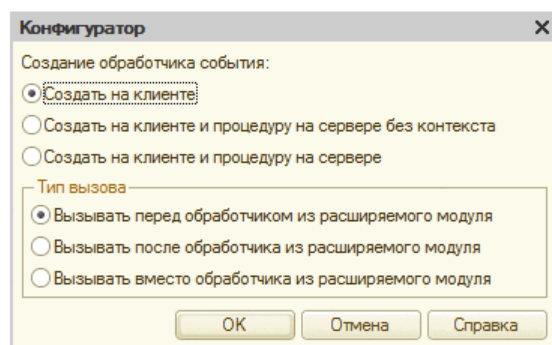 Конфигуратор
Создание обработчика события:
Создать на клиенте
Создать на клиенте и процедуру на сервере без контекста
Создать на клиенте и процедуру на сервере
Тип вызова
Вызывать перед обработчиком из расширяемого модуля
Вызывать после обработчика из расширяемого модуля
Вызывать вместо обработчика из расширяемого модуля
OK Отмена Справка